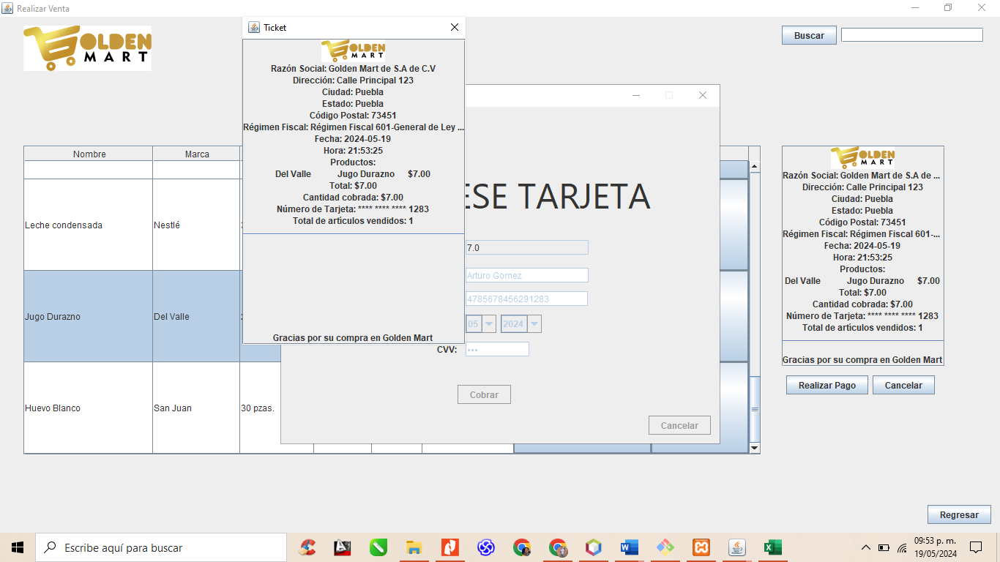 Realizar Venta
GOLDEN
MART
Buscar
Nombre
Marca
Leche condensada
Nestlé
Jugo Durazno
Del Valle
Huevo Blanco
San Juan
30 pzas.
Ticket
GOLDEN
MART
Razón Social: Golden Mart de S.A de C.V
Dirección: Calle Principal 123
Ciudad: Puebla
Estado: Puebla
Código Postal: 73451
Régimen Fiscal: Régimen Fiscal 601-General de Ley ...
Fecha: 2024-05-19
Hora: 21:53:25
Productos:
Del Valle Jugo Durazno $7.00
Total: $7.00
Cantidad cobrada: $7.00
Número de Tarjeta: **** **** **** 1283
Total de artículos vendidos: 1
Gracias por su compra en Golden Mart
ESE TARJETA
7.0
Arturo Gomez
4785678456291283
05
2024
CVV:
***
Cobrar
Cancelar
GOLDEN
MART
Razón Social: Golden Mart de S.A de ...
Dirección: Calle Principal 123
Ciudad: Puebla
Estado: Puebla
Código Postal: 73451
Régimen Fiscal: Régimen Fiscal 601-...
Fecha: 2024-05-19
Hora: 21:53:25
Productos:
Del Valle Jugo Durazno $7.00
Total: $7.00
Cantidad cobrada: $7.00
Número de Tarjeta: **** **** **** 1283
Total de artículos vendidos: 1
Gracias por su compra en Golden Mart
Realizar Pago
Cancelar
Regresar
Escribe aquí para buscar
09:53 p. m.
19/05/2024